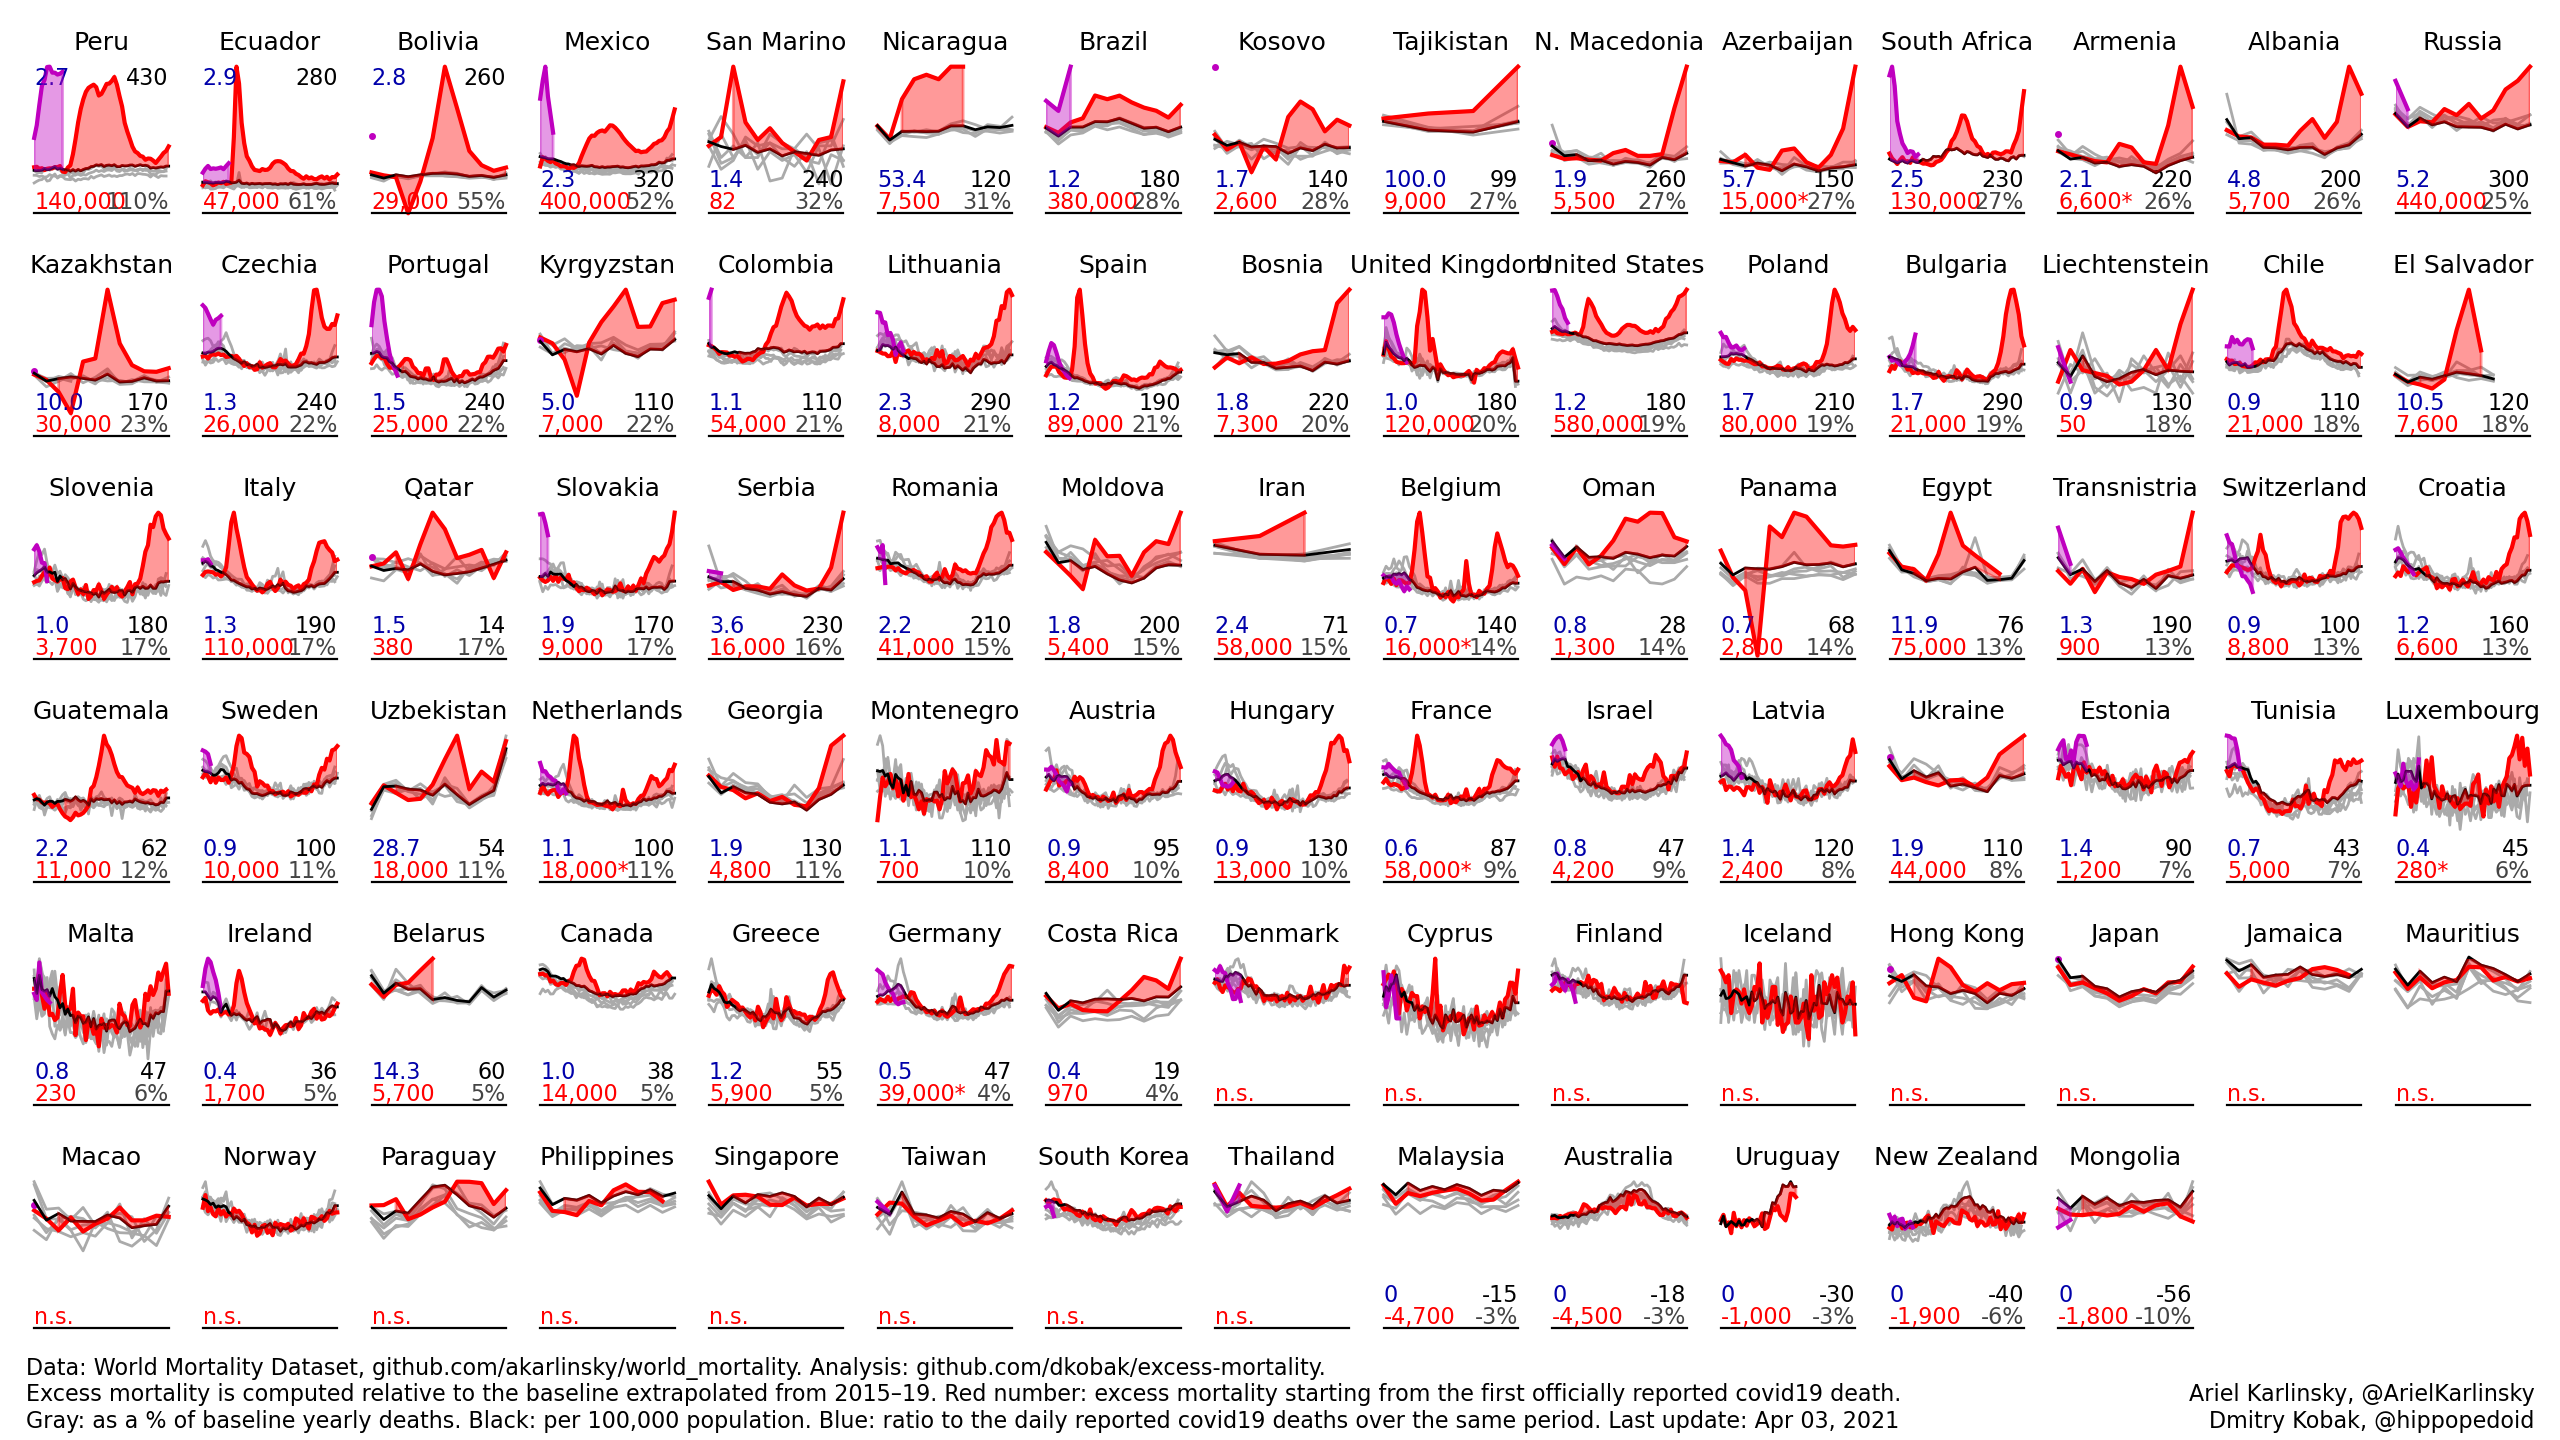 Peru Ecuador Bolivia Mexico San Marino Nicaragua Brazil Kosovo Tajikistan N. Macedonia Azerbaijan South Africa Armenia Albania Russia
2.7 430 2.9 280 2.8 260
2.3 320 1.4 240 53.4 120 1.2 180 1.7 140 100.0 99 1.9 260 5.7 150 2.5 230 2.1 220 4.8 200 5.2 300
140,000 110% 47,000 61% 29,000 55% 400,000 52% 82 32% 7,500 31% 380,000 28% 2,600 28% 9,000 27% 5,500 27% 15,000* 27% 130,000 27% 6,600* 26% 5,700 26% 440,000 25%
Kazakhstan Czechia Portugal Kyrgyzstan Colombia Lithuania Spain Bosnia United Kingdom United States Poland Bulgaria Liechtenstein Chile El Salvador
10.0 170 1.3 240 1.5 240 5.0 110 1.1 110 2.3 290 1.2 190 1.8 220 1.0 180 1.2 180 1.7 210 1.7 290 0.9 130 0.9 110 10.5 120
30,000 23% 26,000 22% 25,000 22% 7,000 22% 54,000 21% 8,000 21% 89,000 21% 7,300 20% 120,000 20% 580,000 19% 80,000 19% 21,000 19% 50 18% 21,000 18% 7,600 18%
Slovenia Italy Qatar Slovakia Serbia Romania Moldova Iran Belgium Oman Panama Egypt Transnistria Switzerland Croatia
1.0 180 1.3 190 1.5 14 1.9 170 3.6 230 2.2 210 1.8 200 2.4 71 0.7 140 0.8 28 0.7 68 11.9 76 1.3 190 0.9 100 1.2 160
3,700 17% 110,000 17% 380 17% 9,000 17% 16,000 16% 41,000 15% 5,400 15% 58,000 15% 16,000* 14% 1,300 14% 2,800 14% 75,000 13% 900 13% 8,800 13% 6,600 13%
Guatemala Sweden Uzbekistan Netherlands Georgia Montenegro Austria Hungary France Israel Latvia Ukraine Estonia Tunisia Luxembourg
2.2 62 0.9 100 28.7 54 1.1 100 1.9 130 1.1 110 0.9 95 0.9 130 0.6 87 0.8 47 1.4 120 1.9 110 1.4 90 0.7 43 0.4 45
11,000 12% 10,000 11% 18,000 11% 18,000* 11% 4,800 11% 700 10% 8,400 10% 13,000 10% 58,000* 9% 4,200 9% 2,400 8% 44,000 8% 1,200 7% 5,000 7% 280* 6%
Malta Ireland Belarus Canada Greece Germany Costa Rica Denmark Cyprus Finland Iceland Hong Kong Japan Jamaica Mauritius
0.8 47 0.4 36 14.3 60 1.0 38 1.2 55 0.5 47 0.4 19
230 6% 1,700 5% 5,700 5% 14,000 5% 5,900 5% 39,000* 4% 970 4% n.s. n.s. n.s. n.s. n.s. n.s. n.s. n.s.
Macao Norway Paraguay Philippines Singapore Taiwan South Korea Thailand Malaysia Australia Uruguay New Zealand Mongolia
0 -15 0 -18 0 -30 0 -40 0 -56
n.s. n.s. n.s. n.s. n.s. n.s. n.s. n.s. -4,700 -3% -4,500 -3% -1,000 -3% -1,900 -6% -1,800 -10%
Data: World Mortality Dataset, github.com/akarlinsky/world_mortality. Analysis: github.com/dkobak/excess-mortality.
Excess mortality is computed relative to the baseline extrapolated from 2015–19. Red number: excess mortality starting from the first officially reported covid19 death.
Ariel Karlinsky, @ArielKarlinsky
Gray: as a % of baseline yearly deaths. Black: per 100,000 population. Blue: ratio to the daily reported covid19 deaths over the same period. Last update: Apr 03, 2021
Dmitry Kobak, @hippopedoid